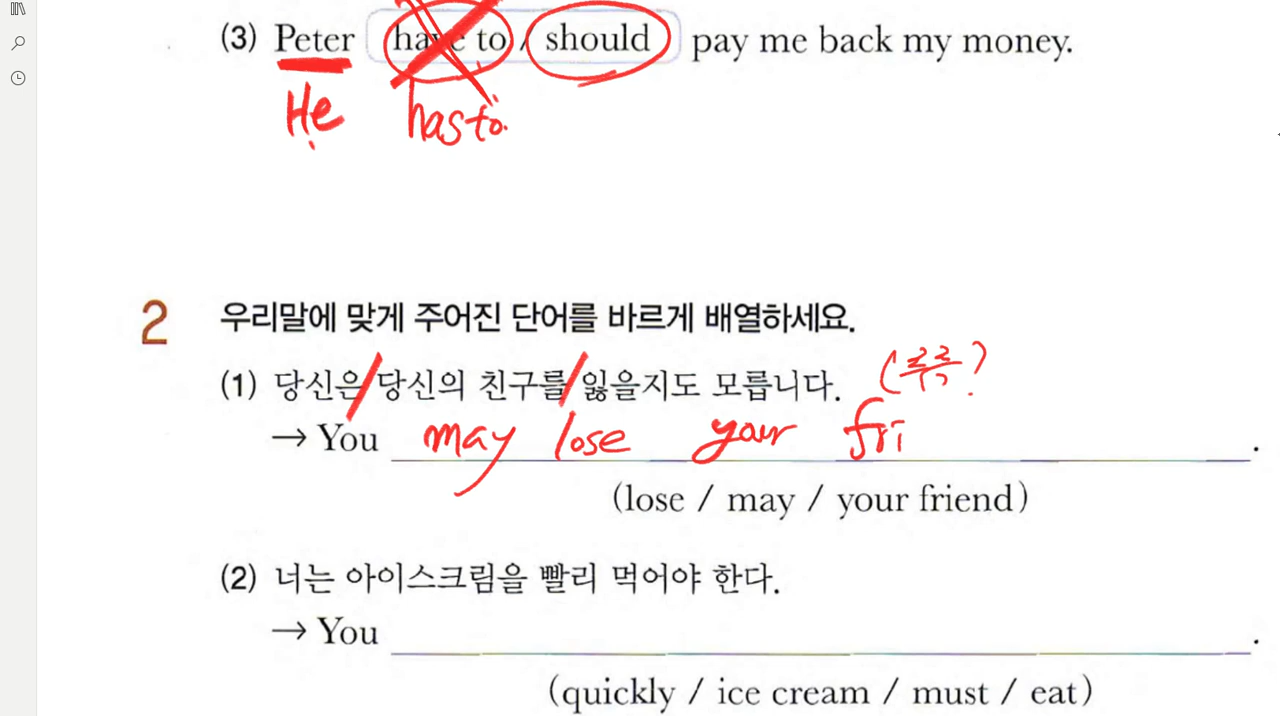 (3) Peter have to / should pay me back my money.
He has to.
2 우리말에 맞게 주어진 단어를 바르게 배열하세요.
(1) 당신은/당신의 친구를/잃을지도 모릅니다. (추측?
→ You may lose your fri .
(lose / may / your friend)
(2) 너는 아이스크림을 빨리 먹어야 한다.
→ You .
(quickly / ice cream / must / eat)